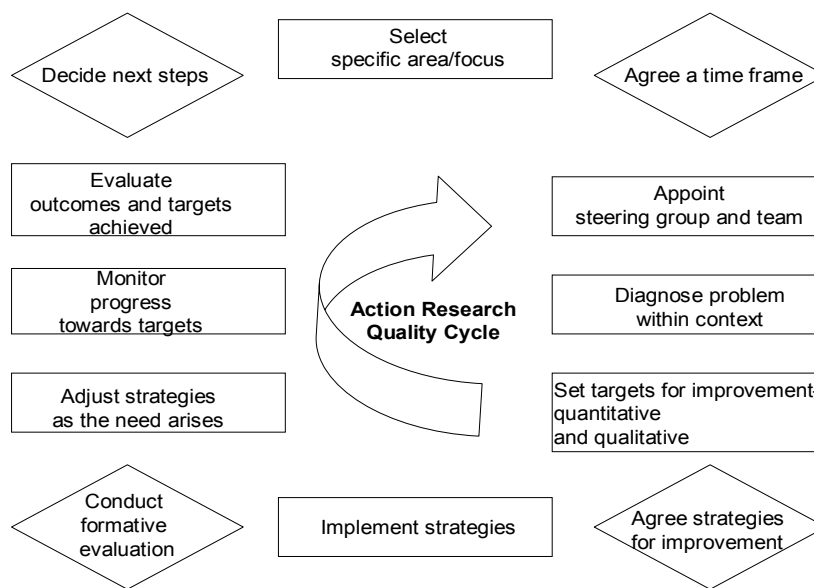 Select
specific area/focus
Decide next steps
Agree a time frame
Evaluate
outcomes and targets
achieved
Appoint
steering group and team
Monitor
progress
towards targets
Action Research
Quality Cycle
Diagnose problem
within context
Adjust strategies
as the need arises
Set targets for improvement-
quantitative
and qualitative
Conduct
formative
evaluation
Implement strategies
Agree strategies
for improvement